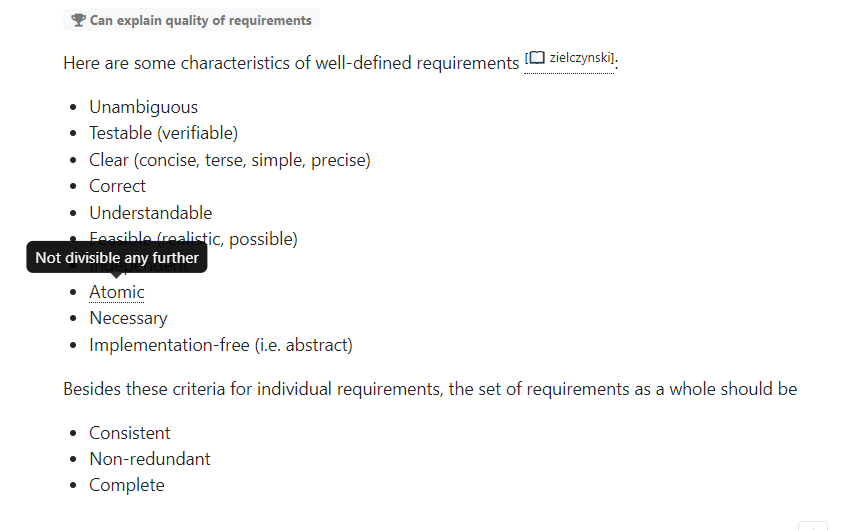 Can explain quality of requirements
Here are some characteristics of well-defined requirements [zielczynski]:
Unambiguous
Testable (verifiable)
Clear (concise, terse, simple, precise)
Correct
Understandable
Feasible (realistic, possible)
Not divisible any further
Independent
Atomic
Necessary
Implementation-free (i.e. abstract)
Besides these criteria for individual requirements, the set of requirements as a whole should be
Consistent
Non-redundant
Complete